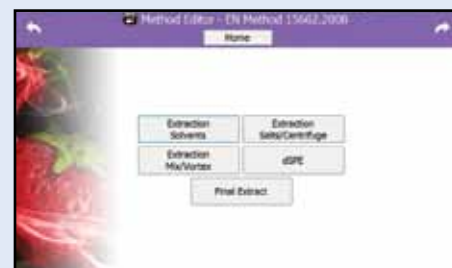 Method Editor - EN Method 15662.2008
Home
Extraction Solvents
Extraction Salts/Centrifuge
Extraction Mix/Vortex
dSPE
Final Extract